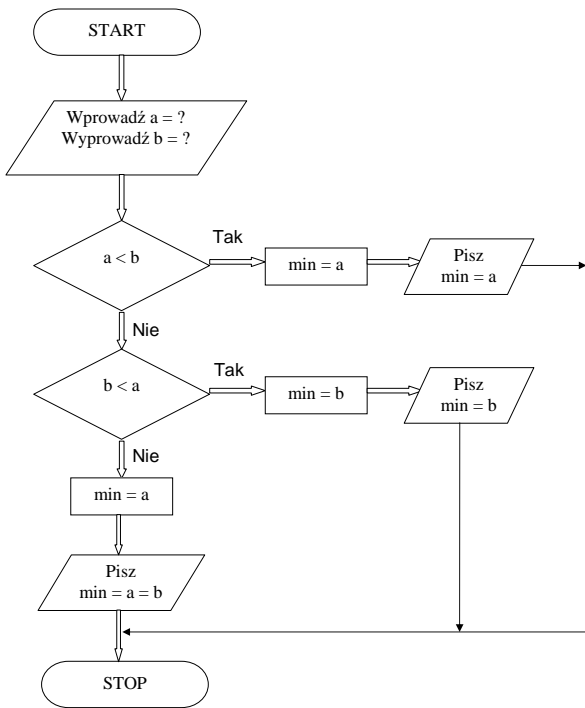 START
Wprowadź a = ?
Wyprowadź b = ?
a < b
Tak
min = a
Pisz
min = a
Nie
b < a
Tak
min = b
Pisz
min = b
Nie
min = a
Pisz
min = a = b
STOP